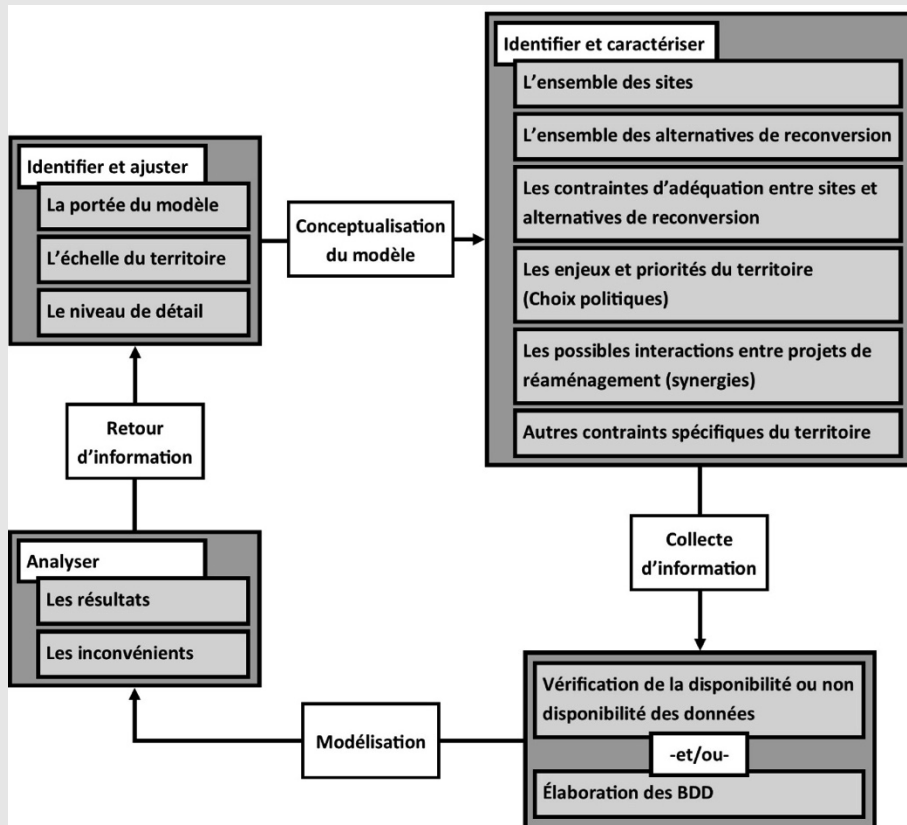 Identifier et ajuster
La portée du modèle
L'échelle du territoire
Le niveau de détail
Conceptualisation
du modèle
Identifier et caractériser
L'ensemble des sites
L'ensemble des alternatives de reconversion
Les contraintes d'adéquation entre sites et
alternatives de reconversion
Les enjeux et priorités du territoire
(Choix politiques)
Les possibles interactions entre projets de
réaménagement (synergies)
Autres contraints spécifiques du territoire
Collecte
d'information
Vérification de la disponibilité ou non
disponibilité des données
-et/ou-
Élaboration des BDD
Modélisation
Analyser
Les résultats
Les inconvénients
Retour
d'information